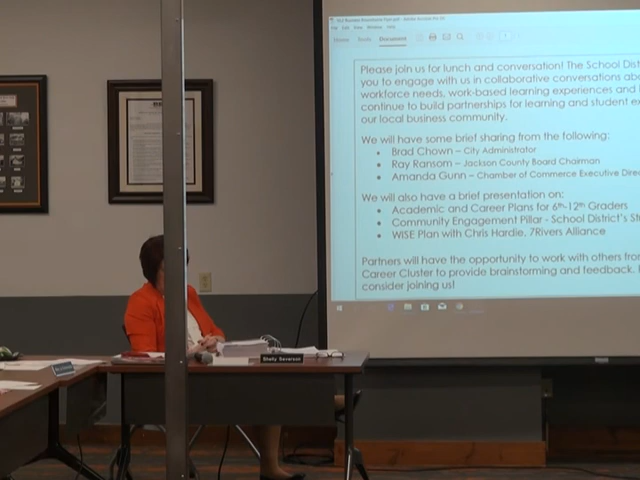 Home Tools Document
Please join us for lunch and conversation! The School Dist
you to engage with us in collaborative conversations abo
workforce needs, work-based learning experiences and
continue to build partnerships for learning and student ex
our local business community.
We will have some brief sharing from the following:
• Brad Chown – City Administrator
• Ray Ransom – Jackson County Board Chairman
• Amanda Gunn – Chamber of Commerce Executive Direc
We will also have a brief presentation on:
• Academic and Career Plans for 6th-12th Graders
• Community Engagement Pillar - School District's St
• WISE Plan with Chris Hardie, 7Rivers Alliance
Partners will have the opportunity to work with others from
Career Cluster to provide brainstorming and feedback.
consider joining us!
Shelly Severson